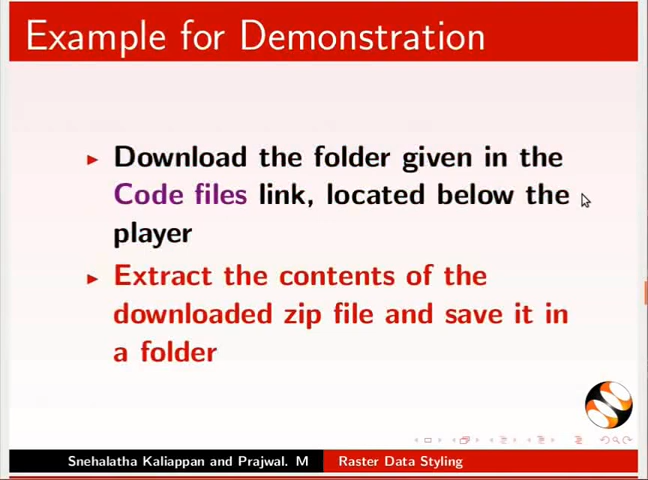 Example for Demonstration
Download the folder given in the
Code files link, located below the
player
Extract the contents of the
downloaded zip file and save it in
a folder
Snehalatha Kaliappan and Prajwal. M Raster Data Styling